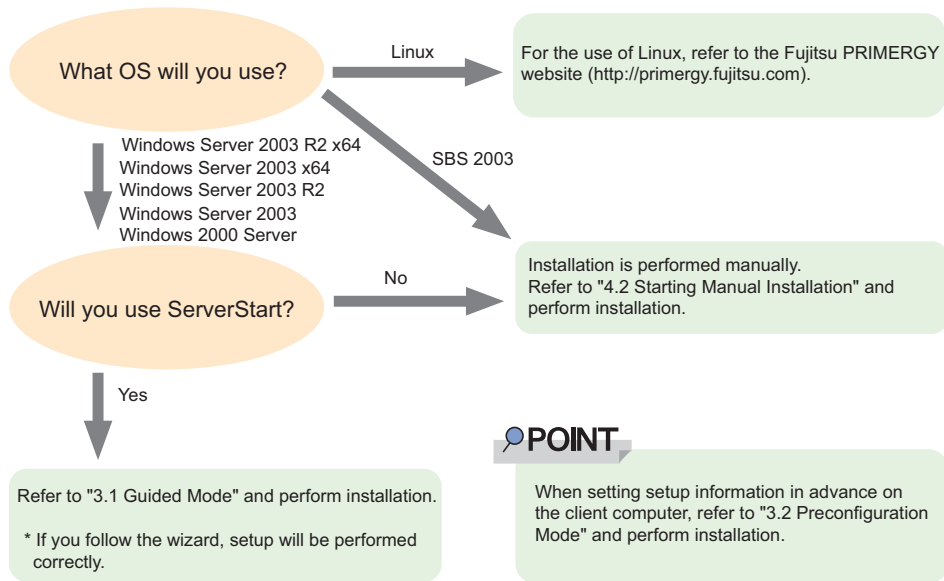 What OS will you use?
Linux
For the use of Linux, refer to the Fujitsu PRIMERGY
website (http://primergy.fujitsu.com).
Windows Server 2003 R2 x64
Windows Server 2003 x64
Windows Server 2003 R2
Windows Server 2003
Windows 2000 Server
SBS 2003
Will you use ServerStart?
No
Installation is performed manually.
Refer to "4.2 Starting Manual Installation" and
perform installation.
Yes
Refer to "3.1 Guided Mode" and perform installation.
* If you follow the wizard, setup will be performed
correctly.
POINT
When setting setup information in advance on
the client computer, refer to "3.2 Preconfiguration
Mode" and perform installation.